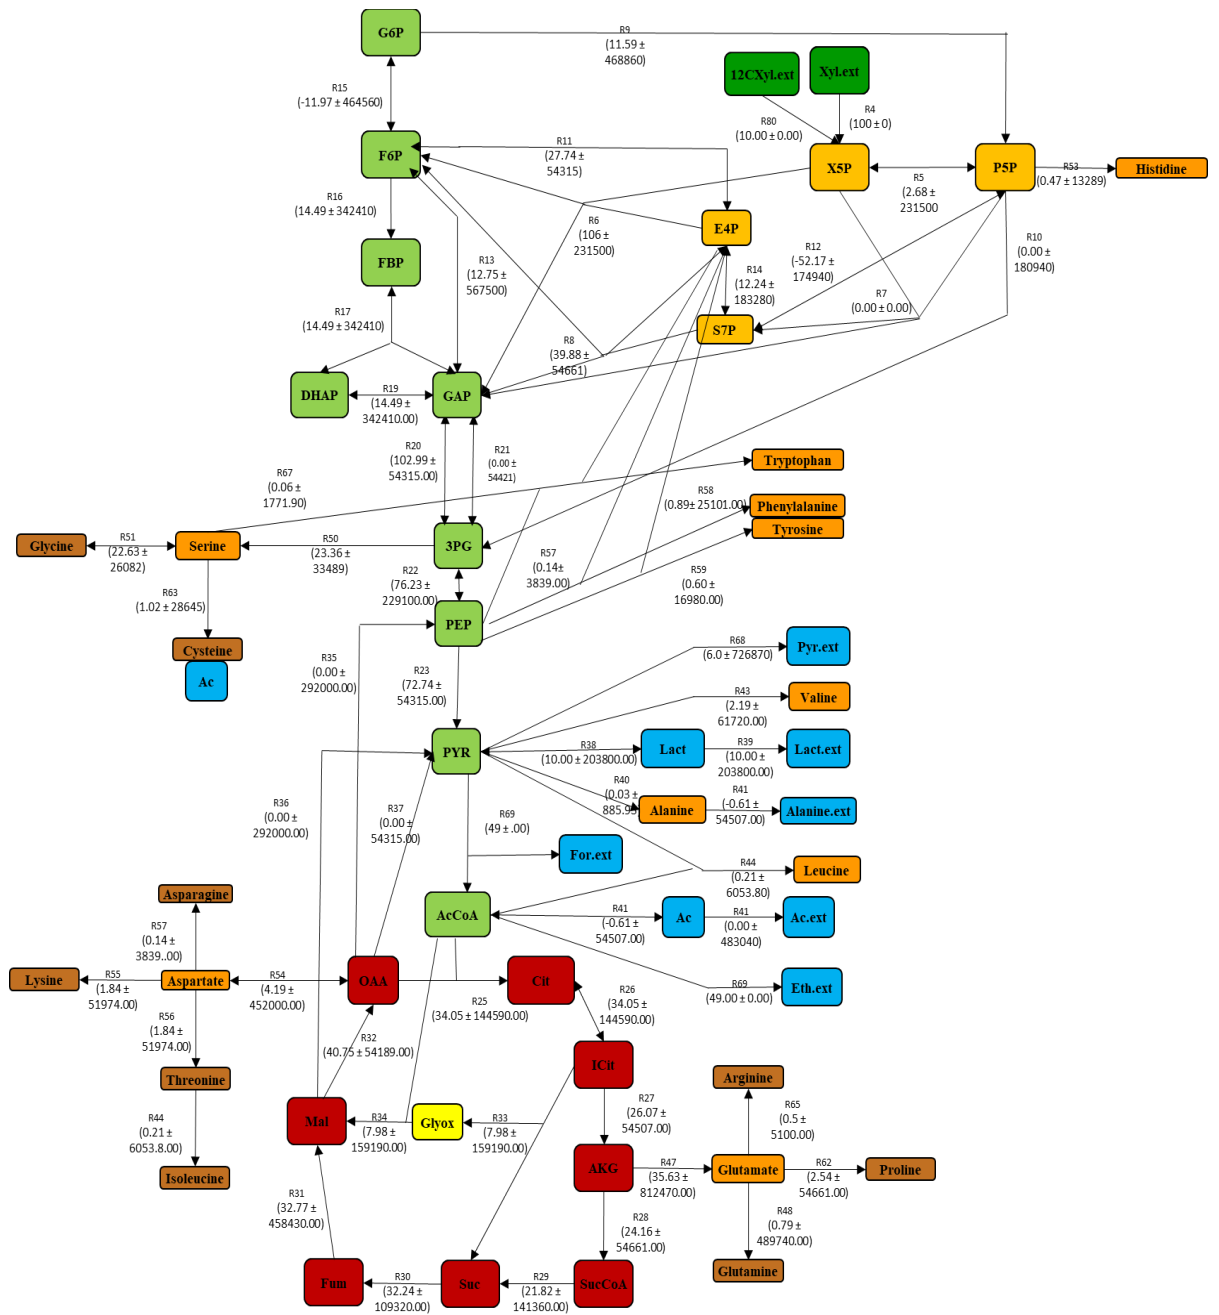 G6P
R9
(11.59 ±
468860)
12CXyl.ext
Xyl.ext
R15
(-11.97 ± 464560)
R80
(10.00 ± 0.00)
R4
(100 ± 0)
F6P
R11
(27.74 ±
54315)
X5P
P5P
R5
(2.68 ±
231500
R53
(0.47 ± 13289)
Histidine
R16
(14.49 ± 342410)
E4P
R6
(106 ±
231500)
FBP
R13
(12.75 ±
567500)
R14
(12.24 ±
183280)
R12
(-52.17 ±
174940)
R10
(0.00 ±
180940)
R7
(0.00 ± 0.00)
R17
(14.49 ± 342410)
S7P
R8
(39.88 ±
54661)
DHAP
R19
(14.49 ±
342410.00)
GAP
R20
(102.99 ±
54315.00)
R21
(0.00 ±
54421)
R67
(0.06 ±
1771.90)
Tryptophan
R58
(0.89± 25101.00)
Phenylalanine
Tyrosine
Glycine
R51
(22.63 ±
26082)
Serine
R50
(23.36 ±
33489)
3PG
R57
(0.14 ±
3839.00)
R59
(0.60 ±
16980.00)
R22
(76.23 ±
229100.00)
R63
(1.02 ± 28645)
PEP
Cysteine
Ac
R35
(0.00 ±
292000.00)
R23
(72.74 ±
54315.00)
R68
(6.0 ± 726870)
Pyr.ext
R43
(2.19 ±
61720.00)
Valine
PYR
R38
(10.00 ± 203800.00)
Lact
R39
(10.00 ±
203800.00)
Lact.ext
R36
(0.00 ±
292000.00)
R37
(0.00 ±
54315.00)
R40
(0.03 ±
885.95
Alanine
R41
(-0.61 ±
54507.00)
Alanine.ext
R69
(49 ± .00)
For.ext
R44
(0.21 ±
6053.80)
Leucine
Asparagine
AcCoA
R41
(-0.61 ±
54507.00)
Ac
R41
(0.00 ±
483040)
Ac.ext
R57
(0.14 ±
3839..00)
Lysine
R55
(1.84 ±
51974.00)
Aspartate
R54
(4.19 ±
452000.00)
OAA
Cit
R69
(49.00 ± 0.00)
Eth.ext
R25
(34.05 ± 144590.00)
R26
(34.05 ±
144590.00)
R56
(1.84 ±
51974.00)
R32
(40.75 ± 54189.00)
ICit
Threonine
Arginine
R44
(0.21 ±
6053.8.00)
Mal
R34
(7.98 ±
159190.00)
Glyox
R33
(7.98 ±
159190.00)
R27
(26.07 ±
54507.00)
R65
(0.5 ±
5100.00)
Isoleucine
AKG
R47
(35.63 ±
812470.00)
Glutamate
R62
(2.54 ±
54661.00)
Proline
R31
(32.77 ±
458430.00)
R28
(24.16 ±
54661.00)
R48
(0.79 ±
489740.00)
Fum
R30
(32.24 ±
109320.00)
Suc
R29
(21.82 ±
141360.00)
SucCoA
Glutamine